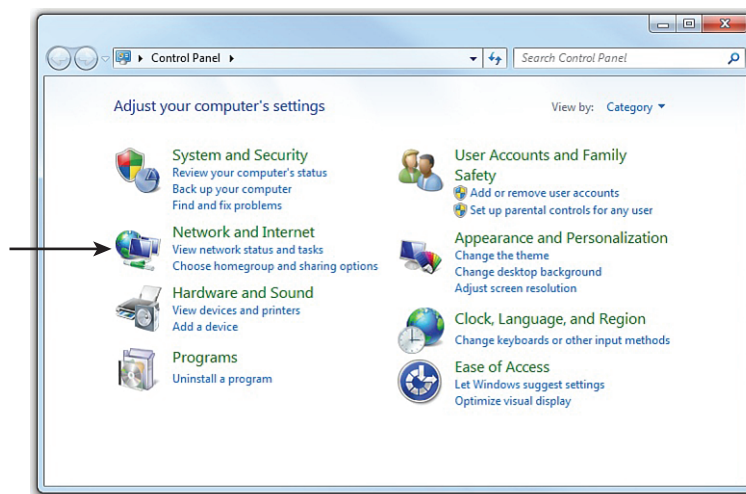 Control Panel
Search Control Panel
Adjust your computer's settings
View by: Category
System and Security
Review your computer's status
Back up your computer
Find and fix problems
Network and Internet
View network status and tasks
Choose homegroup and sharing options
Hardware and Sound
View devices and printers
Add a device
Programs
Uninstall a program
User Accounts and Family
Safety
Add or remove user accounts
Set up parental controls for any user
Appearance and Personalization
Change the theme
Change desktop background
Adjust screen resolution
Clock, Language, and Region
Change keyboards or other input methods
Ease of Access
Let Windows suggest settings
Optimize visual display